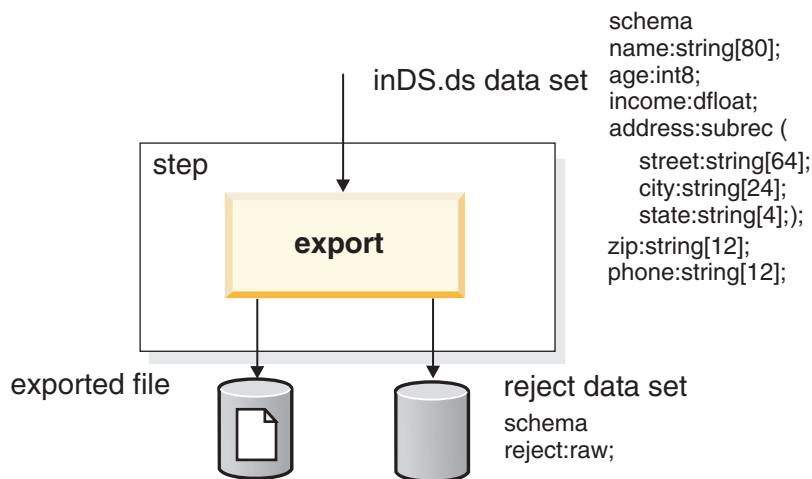 inDS.ds data set
schema
name:string[80];
age:int8;
income:dfloat;
address:subrec (
street:string[64];
city:string[24];
state:string[4];);
zip:string[12];
phone:string[12];
step
export
exported file
reject data set
schema
reject:raw;